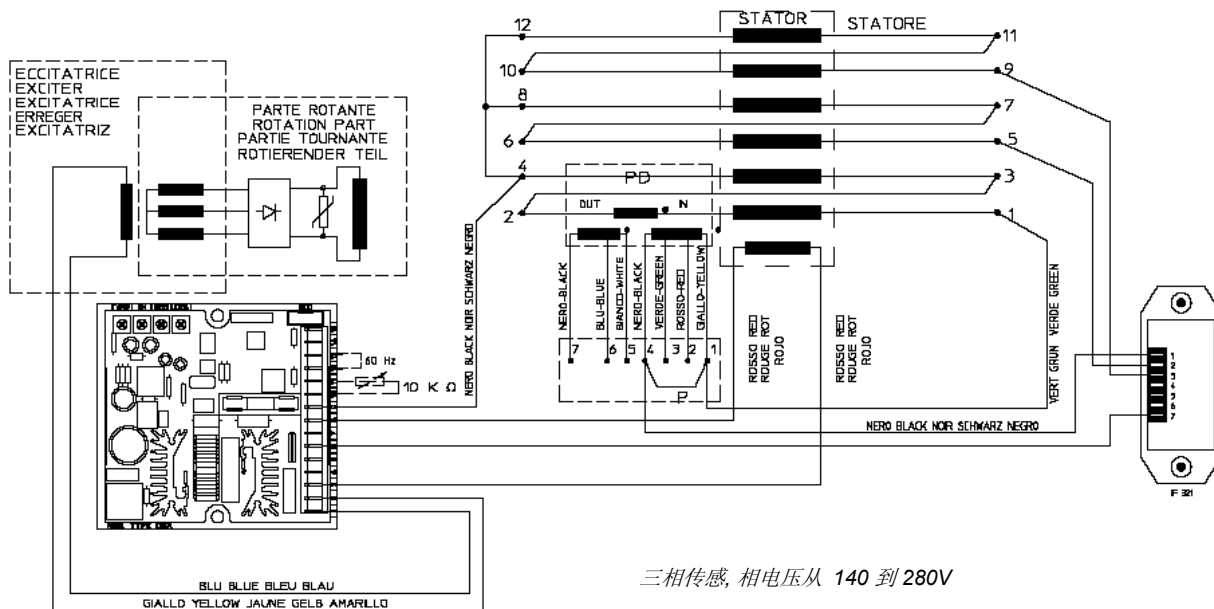 12
STATOR
STATORE
11
10
9
8
7
6
5
4
3
2
1
ECCITATRICE
EXCITER
EXCITATRICE
ERREGER
EXCITATRIZ
PARTE ROTANTE
ROTATION PART
PARTIE TOURNANTE
ROTIERENDER TEIL
PD
OUT
IN
NERO-BLACK
BLU-BLUE
BIANCO-WHITE
NERO-BLACK
VERDE-GREEN
ROSSO-RED
GIALLO-YELLOW
7 6 5 4 3 2 1
P
NERO BLACK NOIR SCHWARZ NEGRO
60 Hz
10 K Ω
ROSSO RED
ROUGE ROT
ROJO
ROSSO RED
ROUGE ROT
ROJO
VERT GRUN VERDE GREEN
NERO BLACK NOIR SCHWARZ NEGRO
1
2
3
4
5
6
7
BLU BLUE BLEU BLAU
GIALLO YELLOW JAUNE GELB AMARILLO
三相传感, 相电压从 140 到 280V